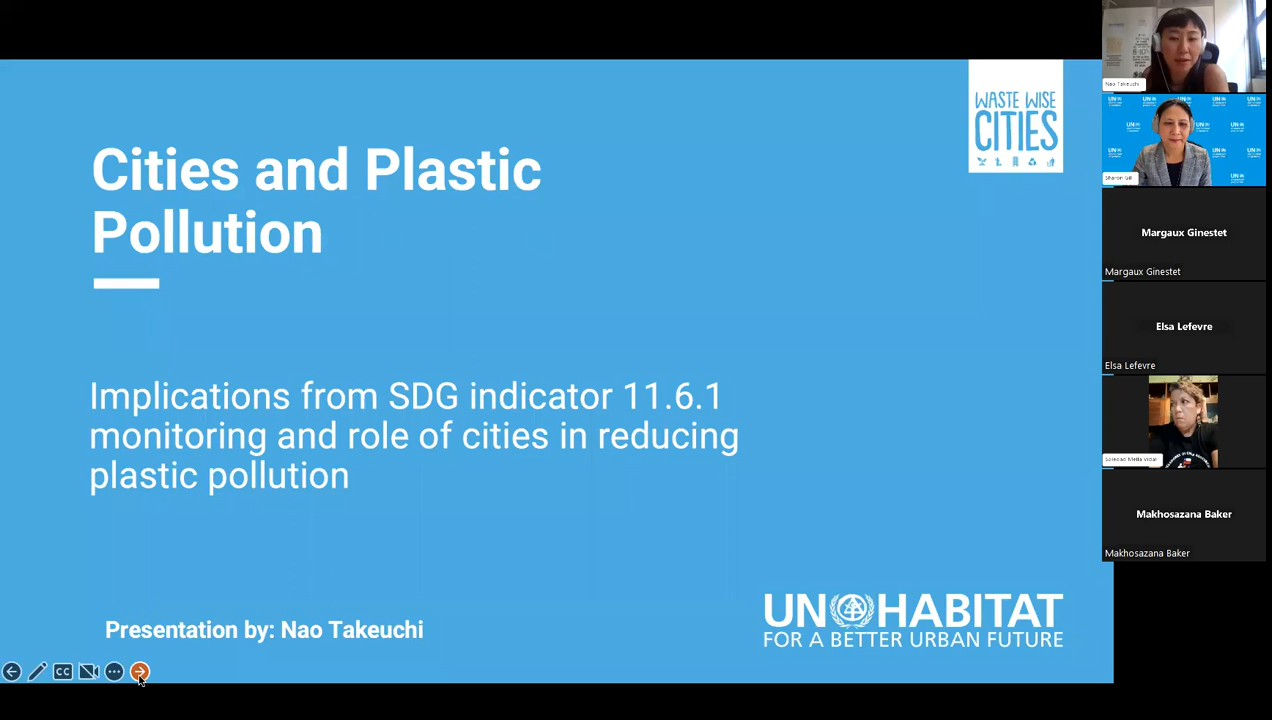 WASTE WISE
CITIES
Cities and Plastic
Pollution
Implications from SDG indicator 11.6.1
monitoring and role of cities in reducing
plastic pollution
Presentation by: Nao Takeuchi
UN HABITAT
FOR A BETTER URBAN FUTURE
CC
Nao Takeuchi
Sharon Gill
Margaux Ginestet
Margaux Ginestet
Elsa Lefevre
Elsa Lefevre
Soledad Mella Vidal
Makhosazana Baker
Makhosazana Baker